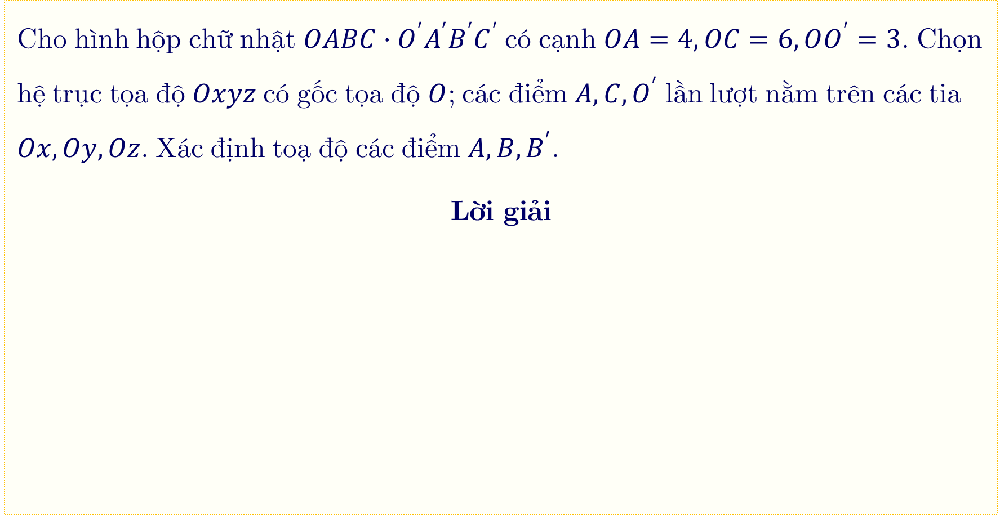 Cho hình hộp chữ nhật OABC · O′A′B′C′ có cạnh OA = 4, OC = 6, OO′ = 3. Chọn
hệ trục tọa độ Oxyz có gốc tọa độ O; các điểm A, C, O′ lần lượt nằm trên các tia
Ox, Oy, Oz. Xác định toạ độ các điểm A, B, B′.
Lời giải